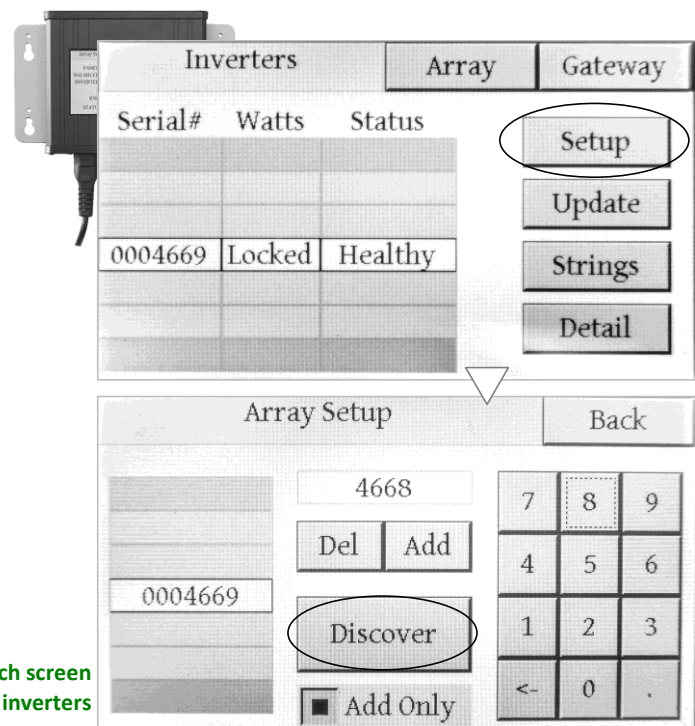 Inverters Array Gateway
Serial# Watts Status
Setup
Update
0004669 Locked Healthy
Strings
Detail
Array Setup Back
4668
7 8 9
Del Add
4 5 6
0004669
Discover
1 2 3
screen
inverters
Add Only
<- 0 .